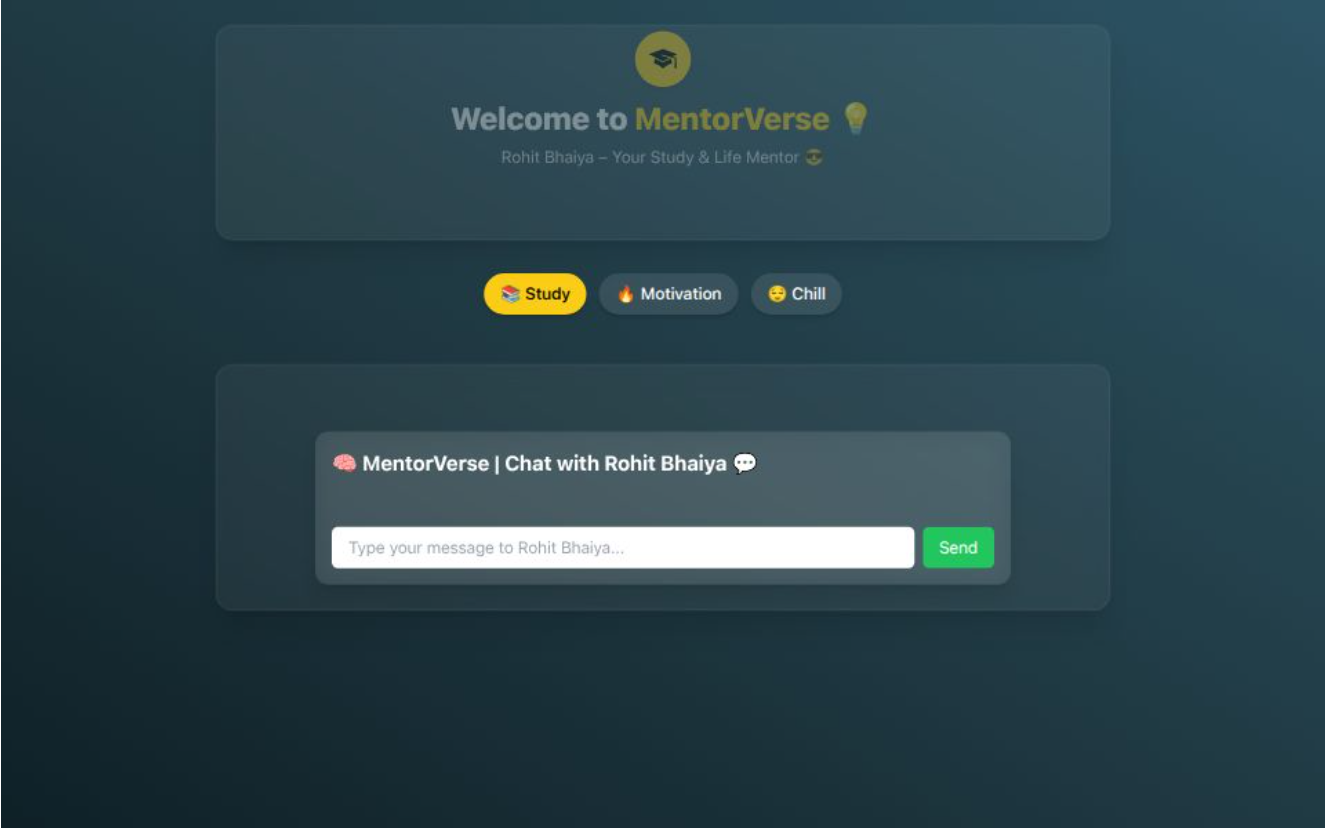 Welcome to MentorVerse 💡
Rohit Bhaiya – Your Study & Life Mentor 😎
📚 Study 🔥 Motivation 😌 Chill
🧠 MentorVerse | Chat with Rohit Bhaiya 💬
Type your message to Rohit Bhaiya... Send